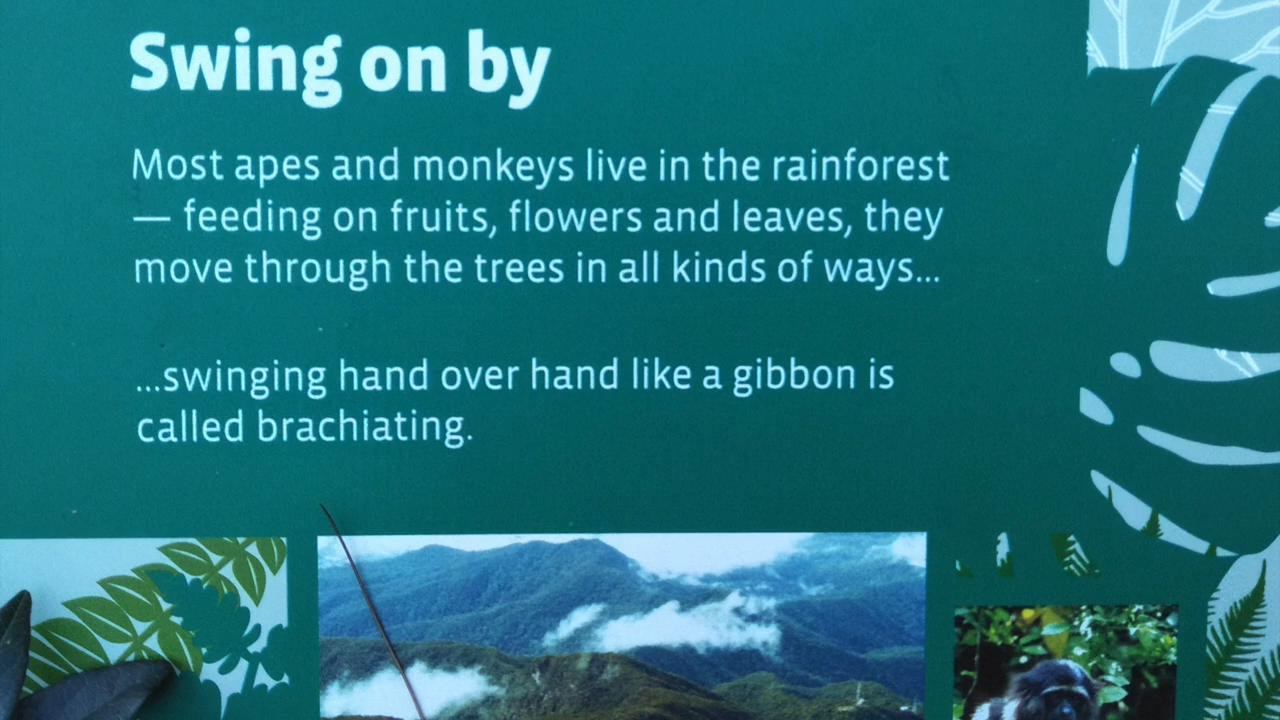 Swing on by
Most apes and monkeys live in the rainforest
— feeding on fruits, flowers and leaves, they
move through the trees in all kinds of ways...
...swinging hand over hand like a gibbon is
called brachiating.